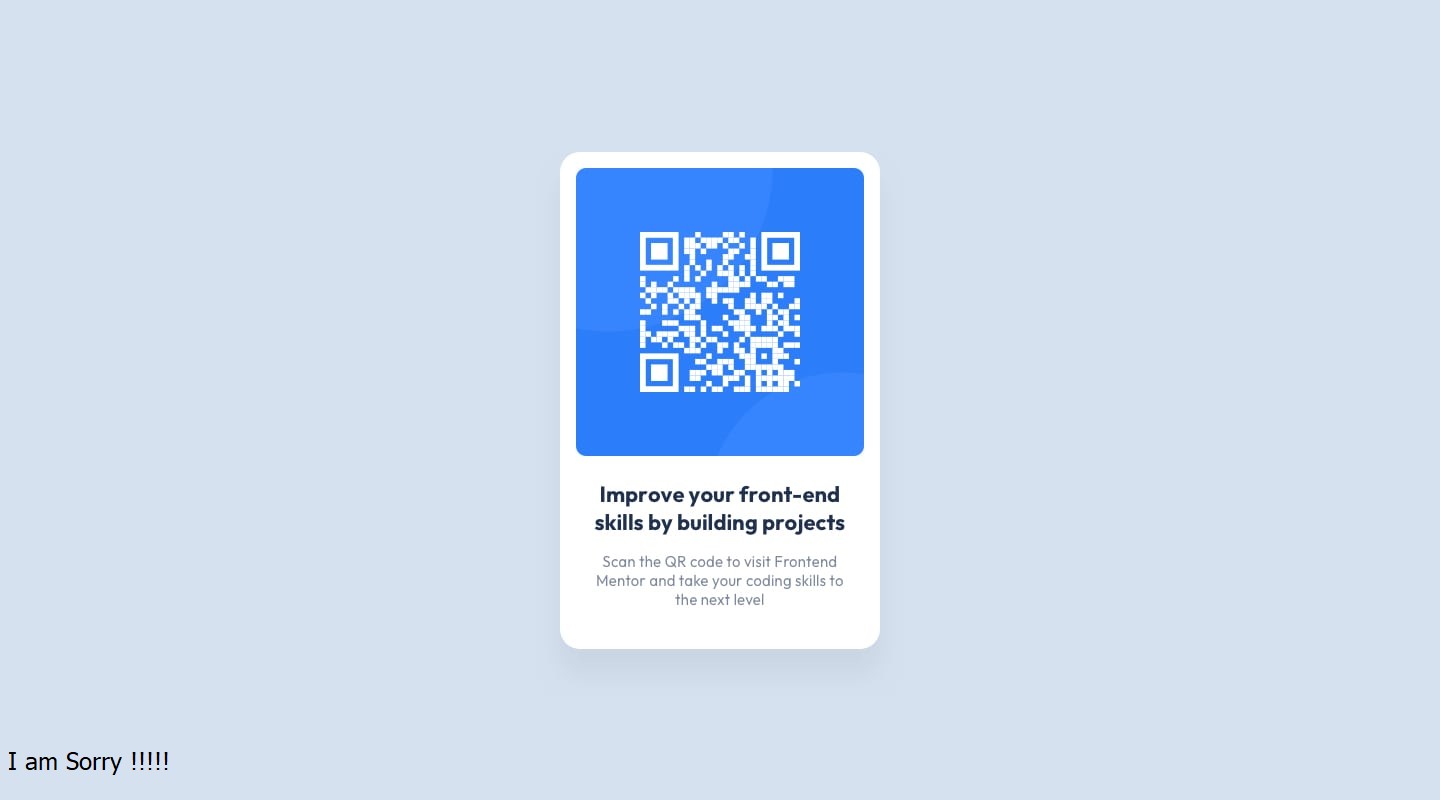 Improve your front-end
skills by building projects
Scan the QR code to visit Frontend
Mentor and take your coding skills to
the next level
I am Sorry !!!!!